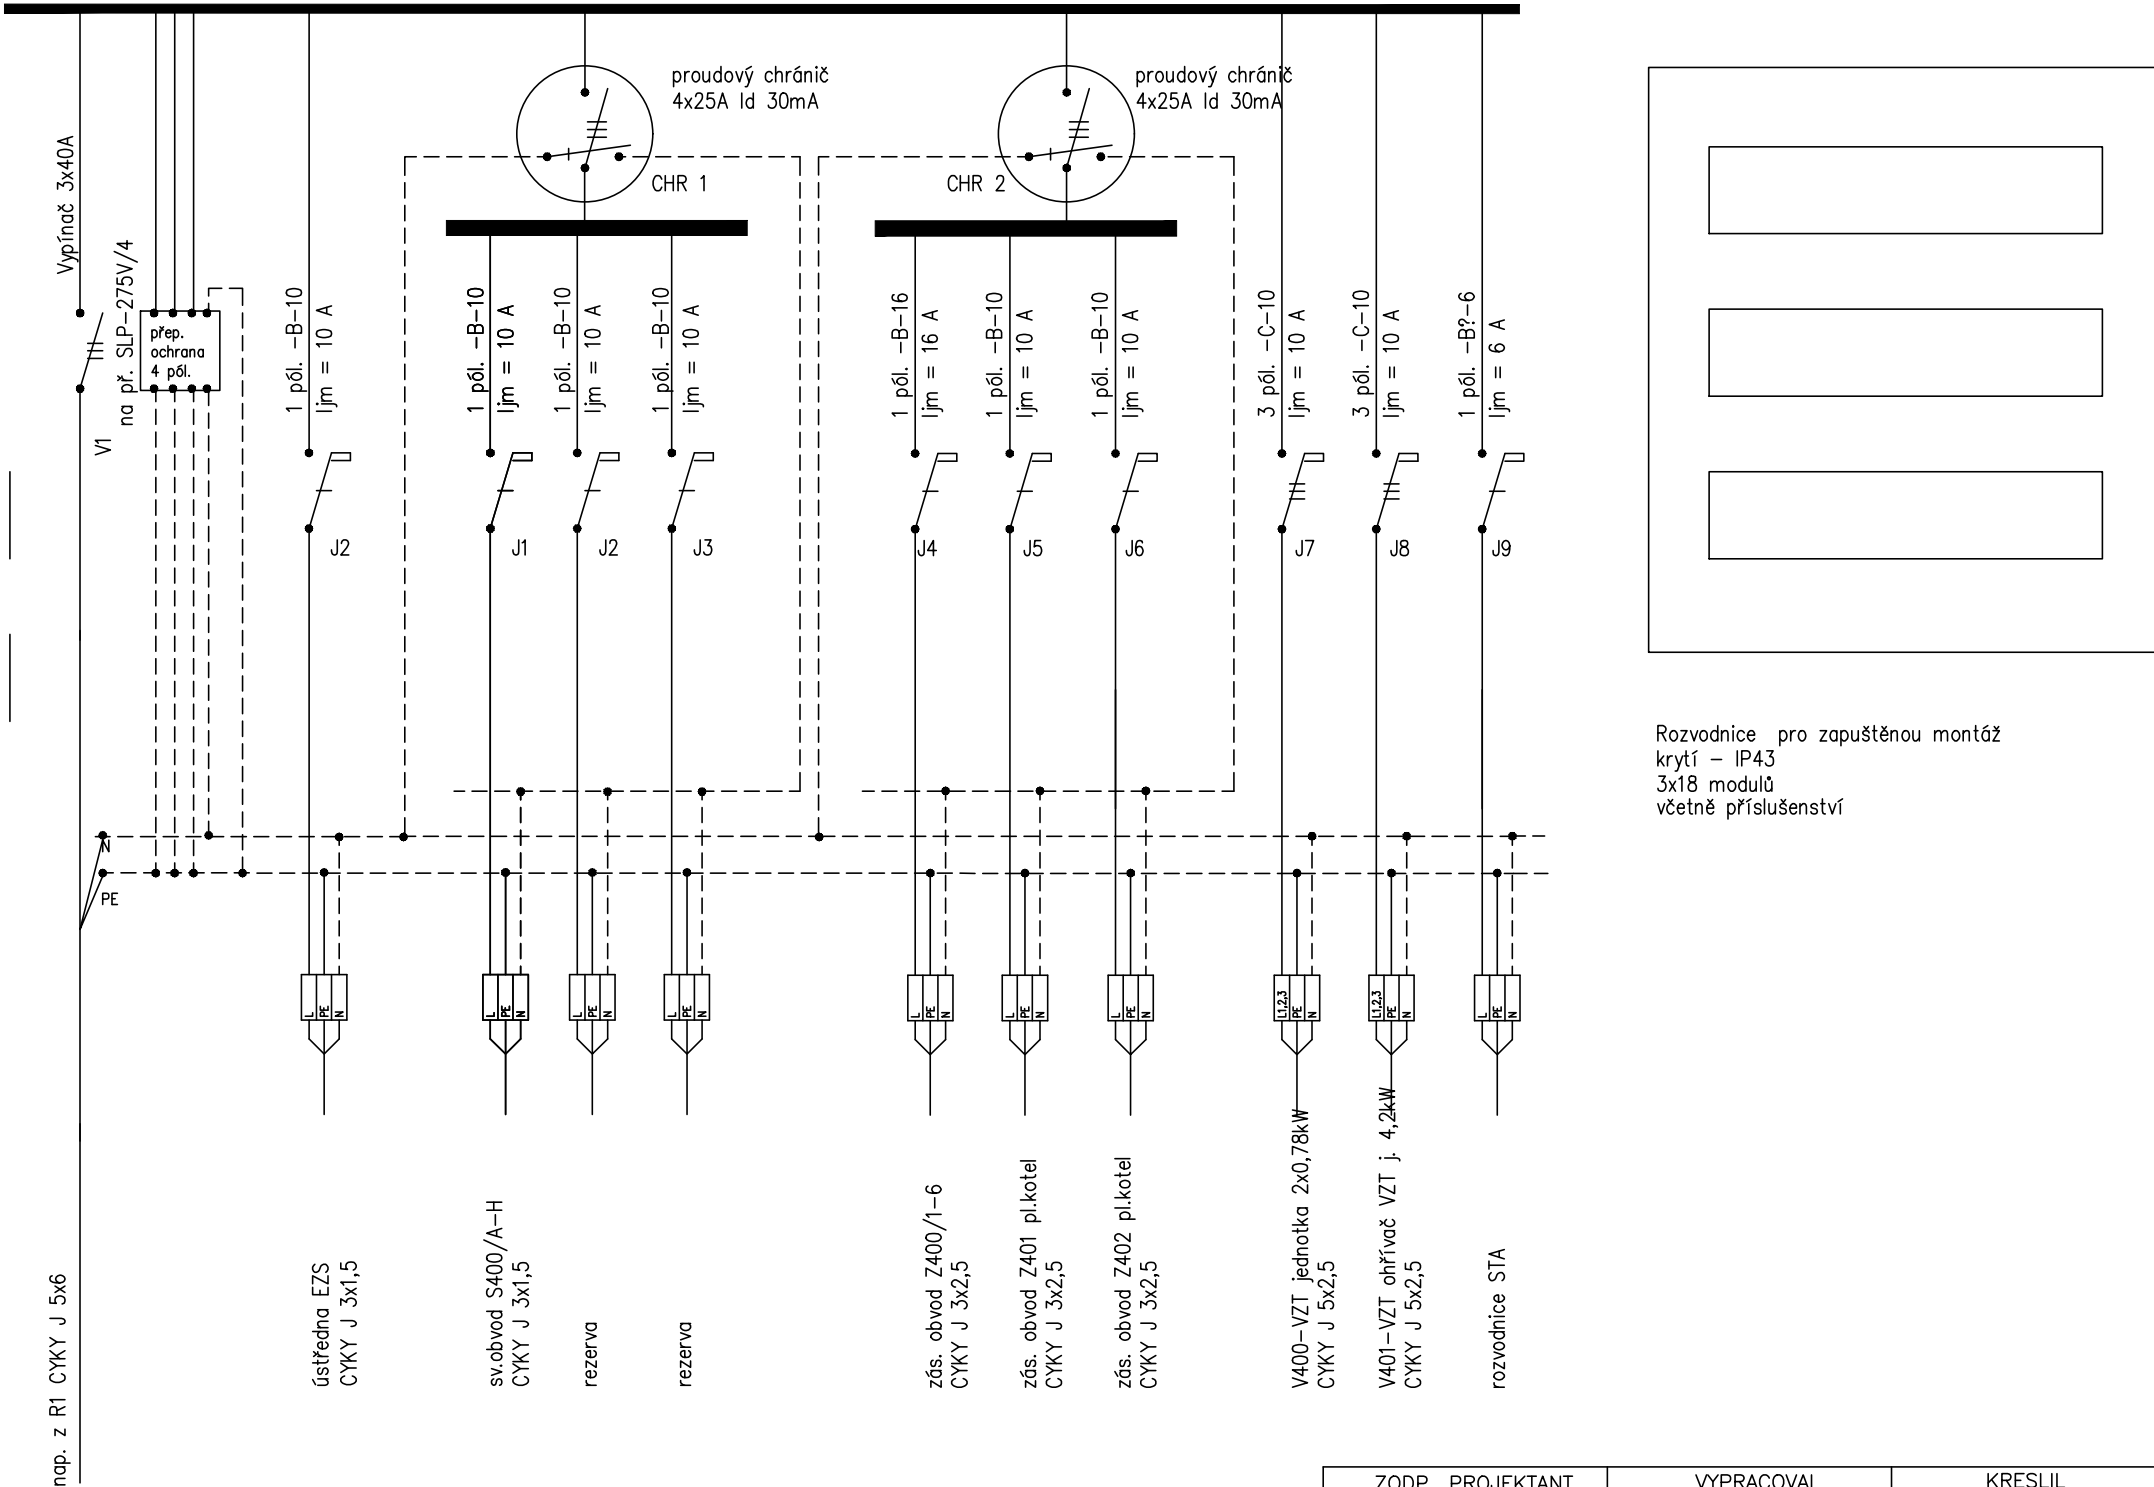 proudový chránič
4x25A Id 30mA
CHR 1
proudový chránič
4x25A Id 30mA
CHR 2
Vypínač 3x40A
V1
na př. SLP-275V/4
přep.
ochrana
4 pól.
1 pól. -B-10
Ijm = 10 A
J2
1 pól. -B-10
Ijm = 10 A
J1
1 pól. -B-10
Ijm = 10 A
J2
1 pól. -B-10
Ijm = 10 A
J3
1 pól. -B-16
Ijm = 16 A
J4
1 pól. -B-10
Ijm = 10 A
J5
1 pól. -B-10
Ijm = 10 A
J6
3 pól. -C-10
Ijm = 10 A
J7
3 pól. -C-10
Ijm = 10 A
J8
1 pól. -B?-6
Ijm = 6 A
J9
Rozvodnice pro zapuštěnou montáž
krytí - IP43
3x18 modulů
včetně příslušenství
N
PE
L PE N
L PE N
L PE N
L PE N
L PE N
L PE N
L PE N
L1,2,3 PE N
L1,2,3 PE N
L PE N
nap. z R1 CYKY J 5x6
ústředna EZS
CYKY J 3x1,5
sv.obvod S400/A-H
CYKY J 3x1,5
rezerva
rezerva
zás. obvod Z400/1-6
CYKY J 3x2,5
zás. obvod Z401 pl.kotel
CYKY J 3x2,5
zás. obvod Z402 pl.kotel
CYKY J 3x2,5
V400-VZT jednotka 2x0,78kW
CYKY J 5x2,5
V401-VZT ohřívač VZT j. 4,2kW
CYKY J 5x2,5
rozvodnice STA
ZODP. PROJEKTANT
VYPRACOVAL
KRESLIL